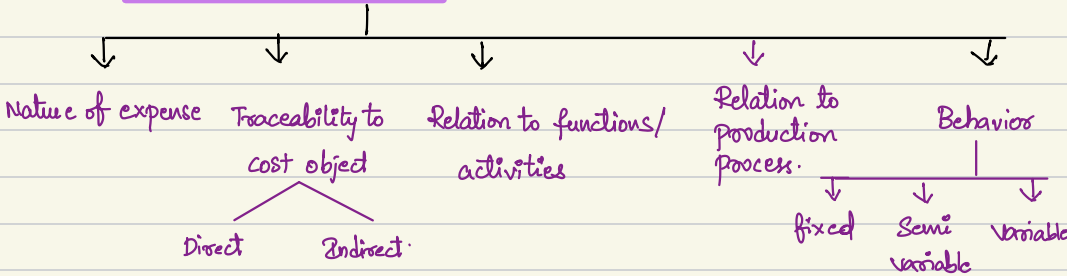 Nature of expense
Traceability to
cost object
Direct
Indirect.
Relation to functions/
activities
Relation to
production
process.
Behavior
fixed
Semi
variable
variable